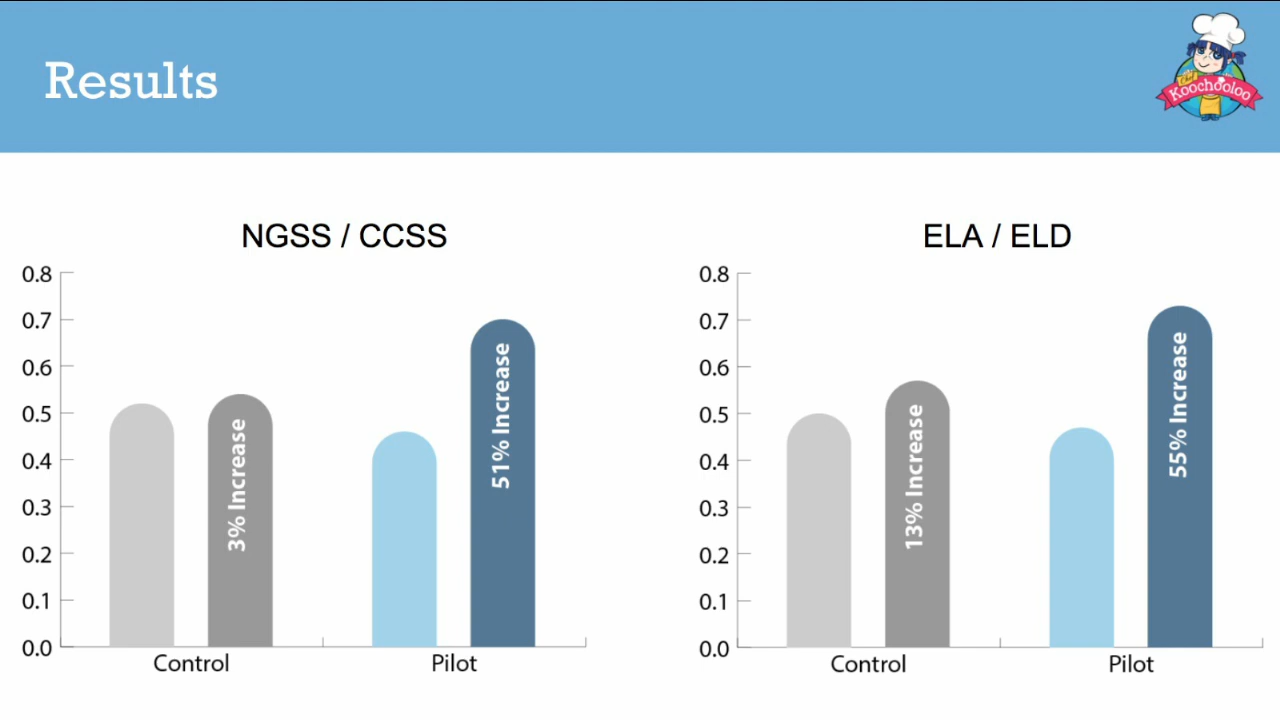 Results
Koochooloo
NGSS / CCSS
0.8
0.7
0.6
0.5
0.4
0.3
0.2
0.1
0.0
3% Increase
51% Increase
Control
Pilot
ELA / ELD
0.8
0.7
0.6
0.5
0.4
0.3
0.2
0.1
0.0
13% Increase
55% Increase
Control
Pilot